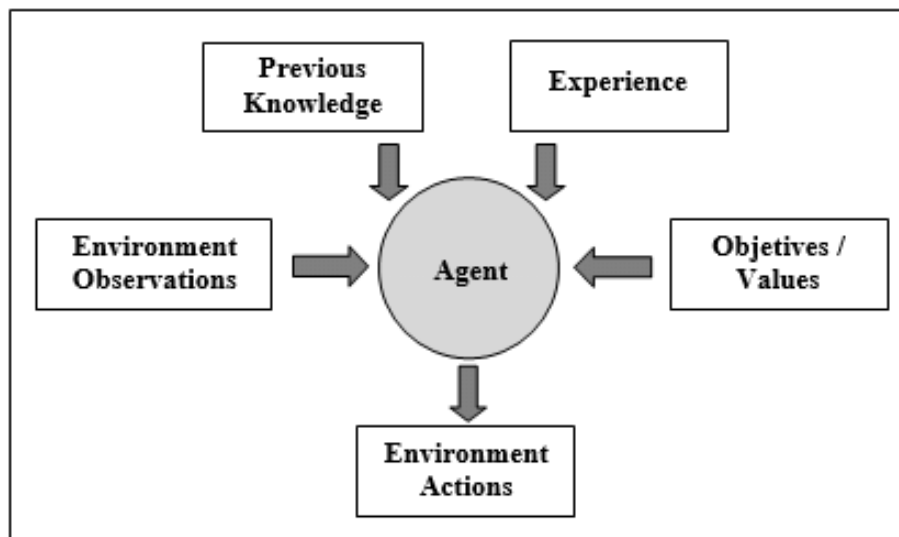 Previous
Knowledge
Experience
Environment
Observations
Agent
Objetives /
Values
Environment
Actions